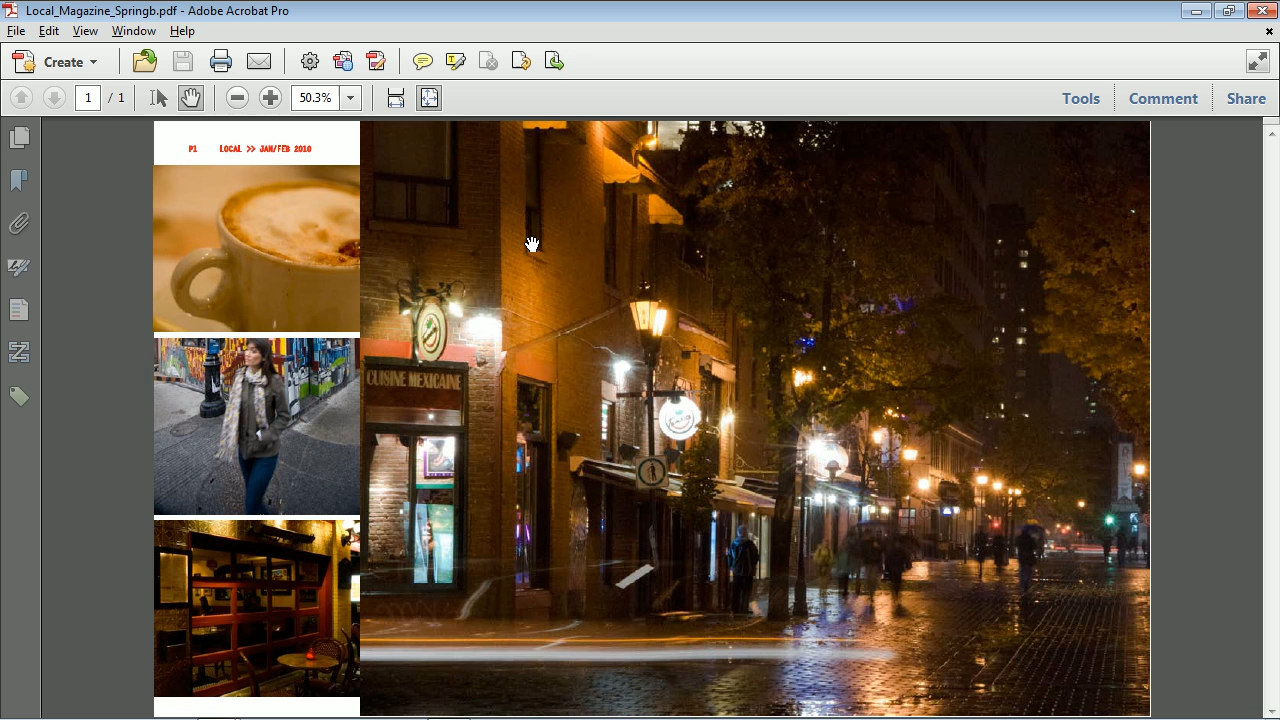 Local_Magazine_Springb.pdf - Adobe Acrobat Pro
File Edit View Window Help
Create
1 / 1 50.3% Tools Comment Share
P1 LOCAL >> JAN/FEB 2010
CUISINE MEXICAINE